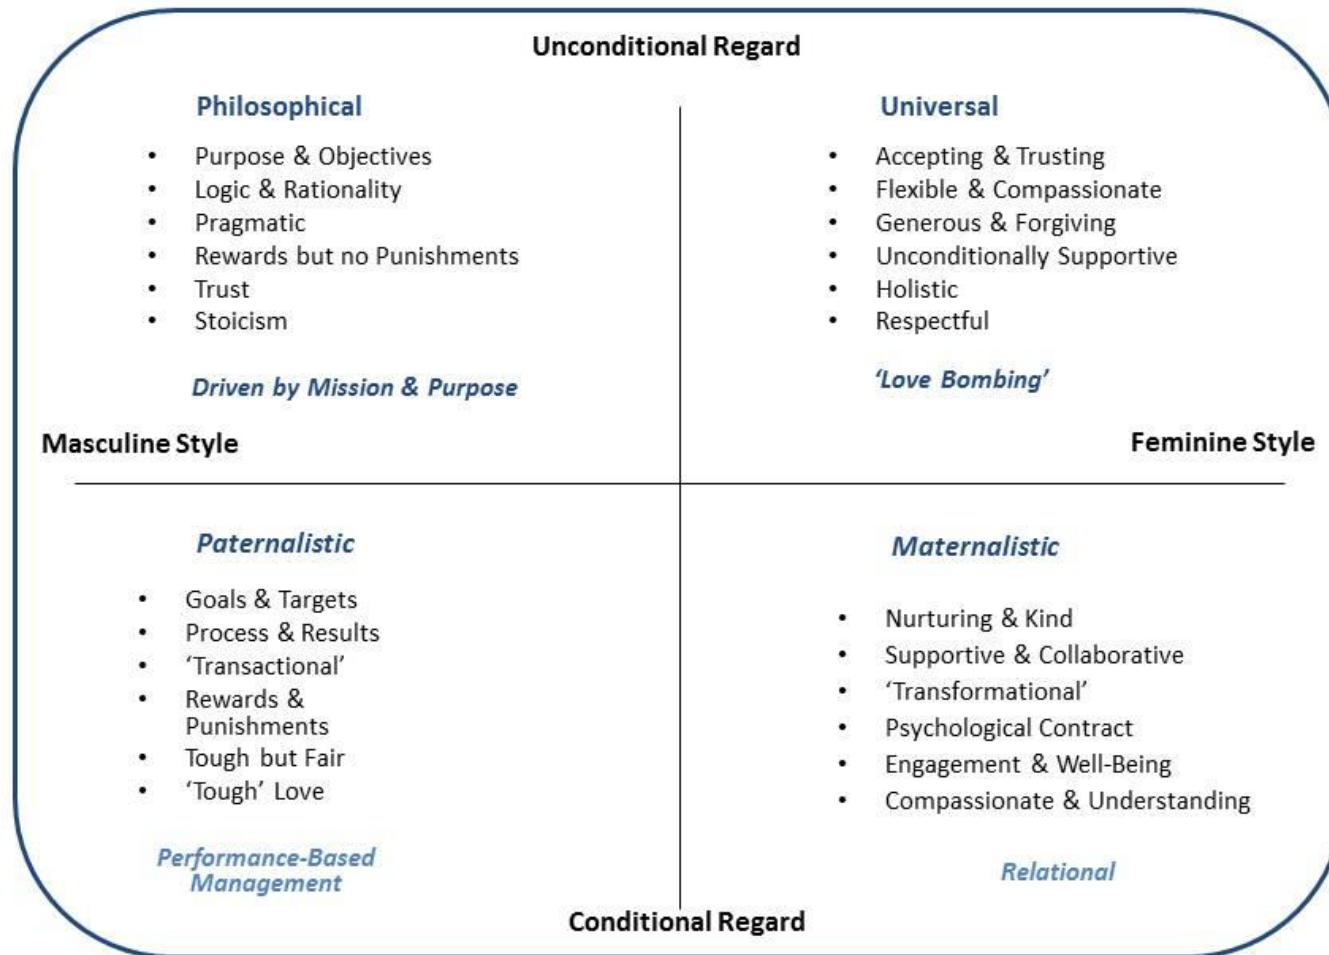 Unconditional Regard
Philosophical
• Purpose & Objectives
• Logic & Rationality
• Pragmatic
• Rewards but no Punishments
• Trust
• Stoicism
Driven by Mission & Purpose
Universal
• Accepting & Trusting
• Flexible & Compassionate
• Generous & Forgiving
• Unconditionally Supportive
• Holistic
• Respectful
‘Love Bombing’
Masculine Style
Feminine Style
Paternalistic
• Goals & Targets
• Process & Results
• ‘Transactional’
• Rewards &
Punishments
• Tough but Fair
• ‘Tough’ Love
Performance-Based
Management
Maternalistic
• Nurturing & Kind
• Supportive & Collaborative
• ‘Transformational’
• Psychological Contract
• Engagement & Well-Being
• Compassionate & Understanding
Relational
Conditional Regard